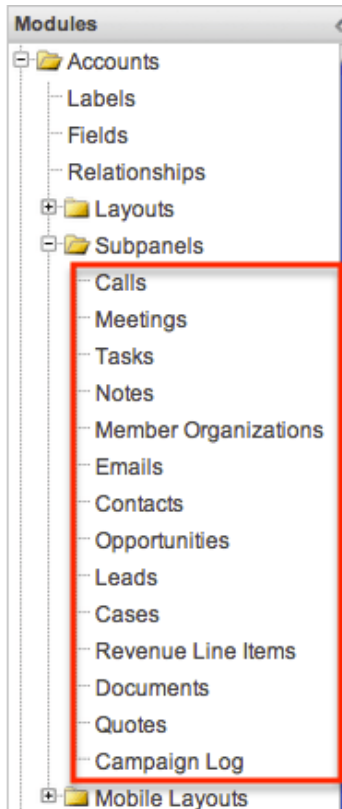 Modules
Accounts
Labels
Fields
Relationships
Layouts
Subpanels
Calls
Meetings
Tasks
Notes
Member Organizations
Emails
Contacts
Opportunities
Leads
Cases
Revenue Line Items
Documents
Quotes
Campaign Log
Mobile Layouts